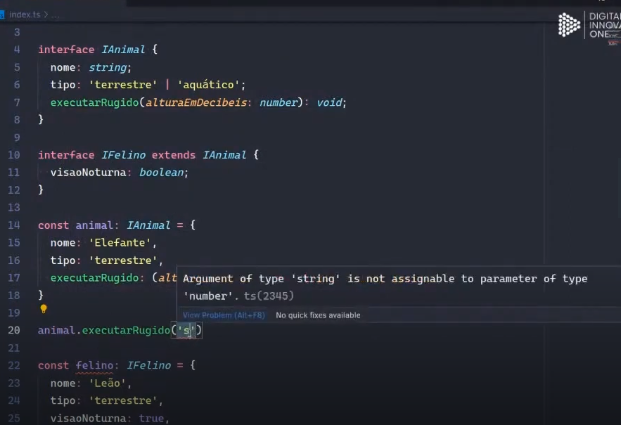 index.ts > ...
DIGITAL
INNOVA
ONE
3
4 interface IAnimal {
5 nome: string;
6 tipo: 'terrestre' | 'aquático';
7 executarRugido(alturaEmDecibeis: number): void;
8 }
9
10 interface IFelino extends IAnimal {
11 visaoNoturna: boolean;
12 }
13
14 const animal: IAnimal = {
15 nome: 'Elefante',
16 tipo: 'terrestre',
17 executarRugido: (alt
18 }
Argument of type 'string' is not assignable to parameter of type
'number'. ts(2345)
View Problem (Alt+F8) No quick fixes available
19
20 animal.executarRugido('s')
21
22 const felino: IFelino = {
23 nome: 'Leão',
24 tipo: 'terrestre',
25 visaoNoturna: true,